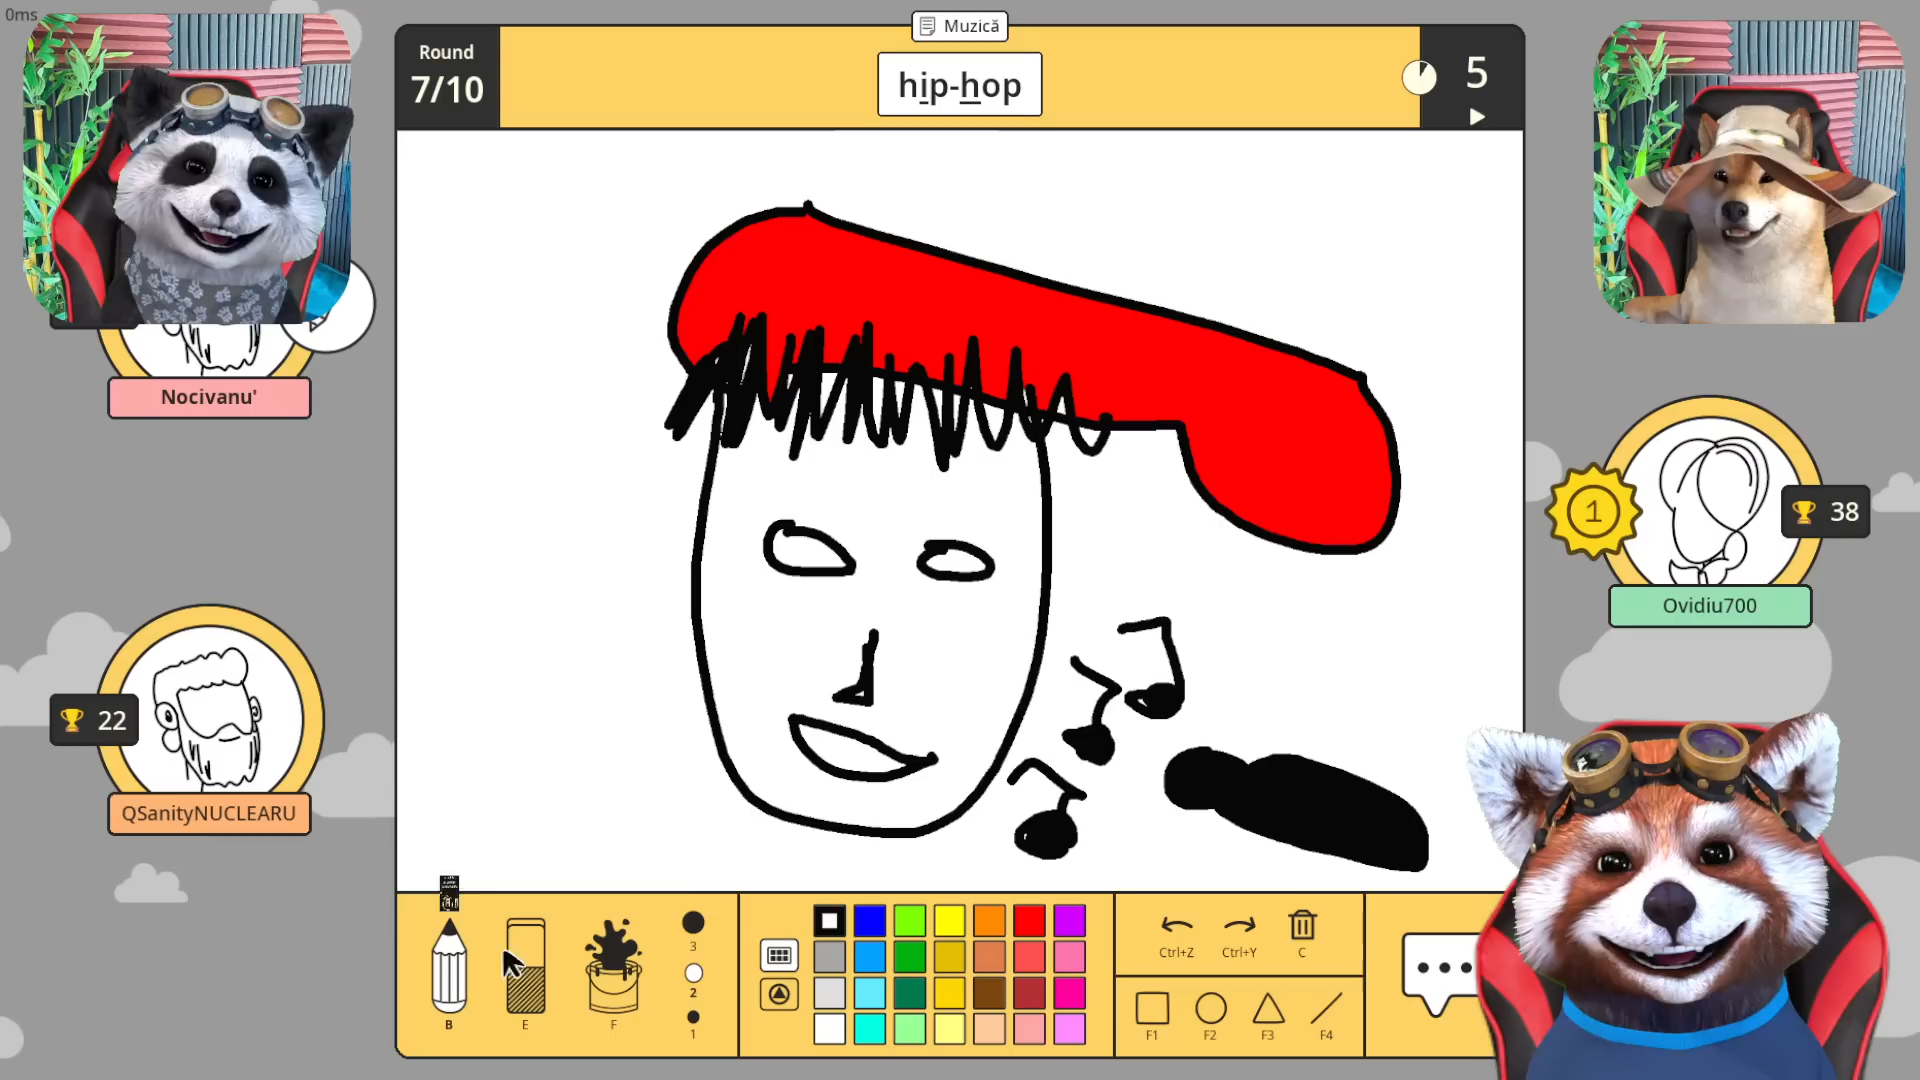 0ms
Muzică
Round
7/10
hip-hop
5
Nocivanu'
1
38
Ovidiu700
22
QSanityNUCLEARU
3
2
1
B
E
F
Ctrl+Z
Ctrl+Y
C
F1
F2
F3
F4